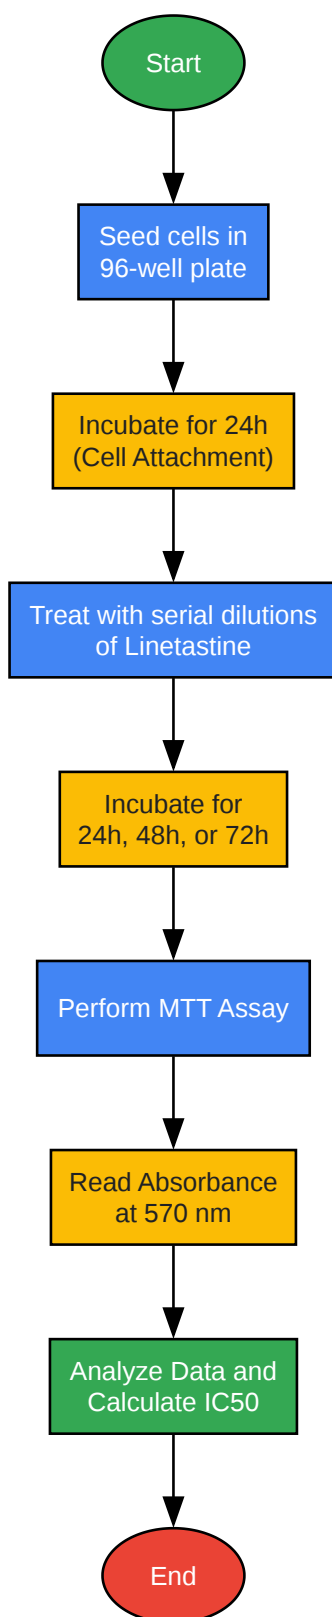 Start
Seed cells in
96-well plate
Incubate for 24h
(Cell Attachment)
Treat with serial dilutions
of Linetastine
Incubate for
24h, 48h, or 72h
Perform MTT Assay
Read Absorbance
at 570 nm
Analyze Data and
Calculate IC50
End